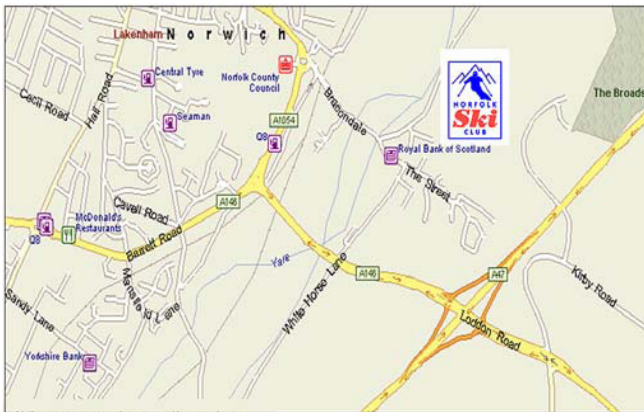 Lakenham
Norwich
Central Tyre
Norfolk County
Council
Cecil Road
Hall Road
Seaman
A1054
Q8
Bracondale
NORFOLK
Ski
CLUB
The Broads
Royal Bank of Scotland
The Street
Cavell Road
A146
McDonald's
Restaurants
Q8
Barrett Road
Yare
White Horse Lane
A146
A47
Kirby Road
Loddon Road
Sandy Lane
Yorkshire Bank